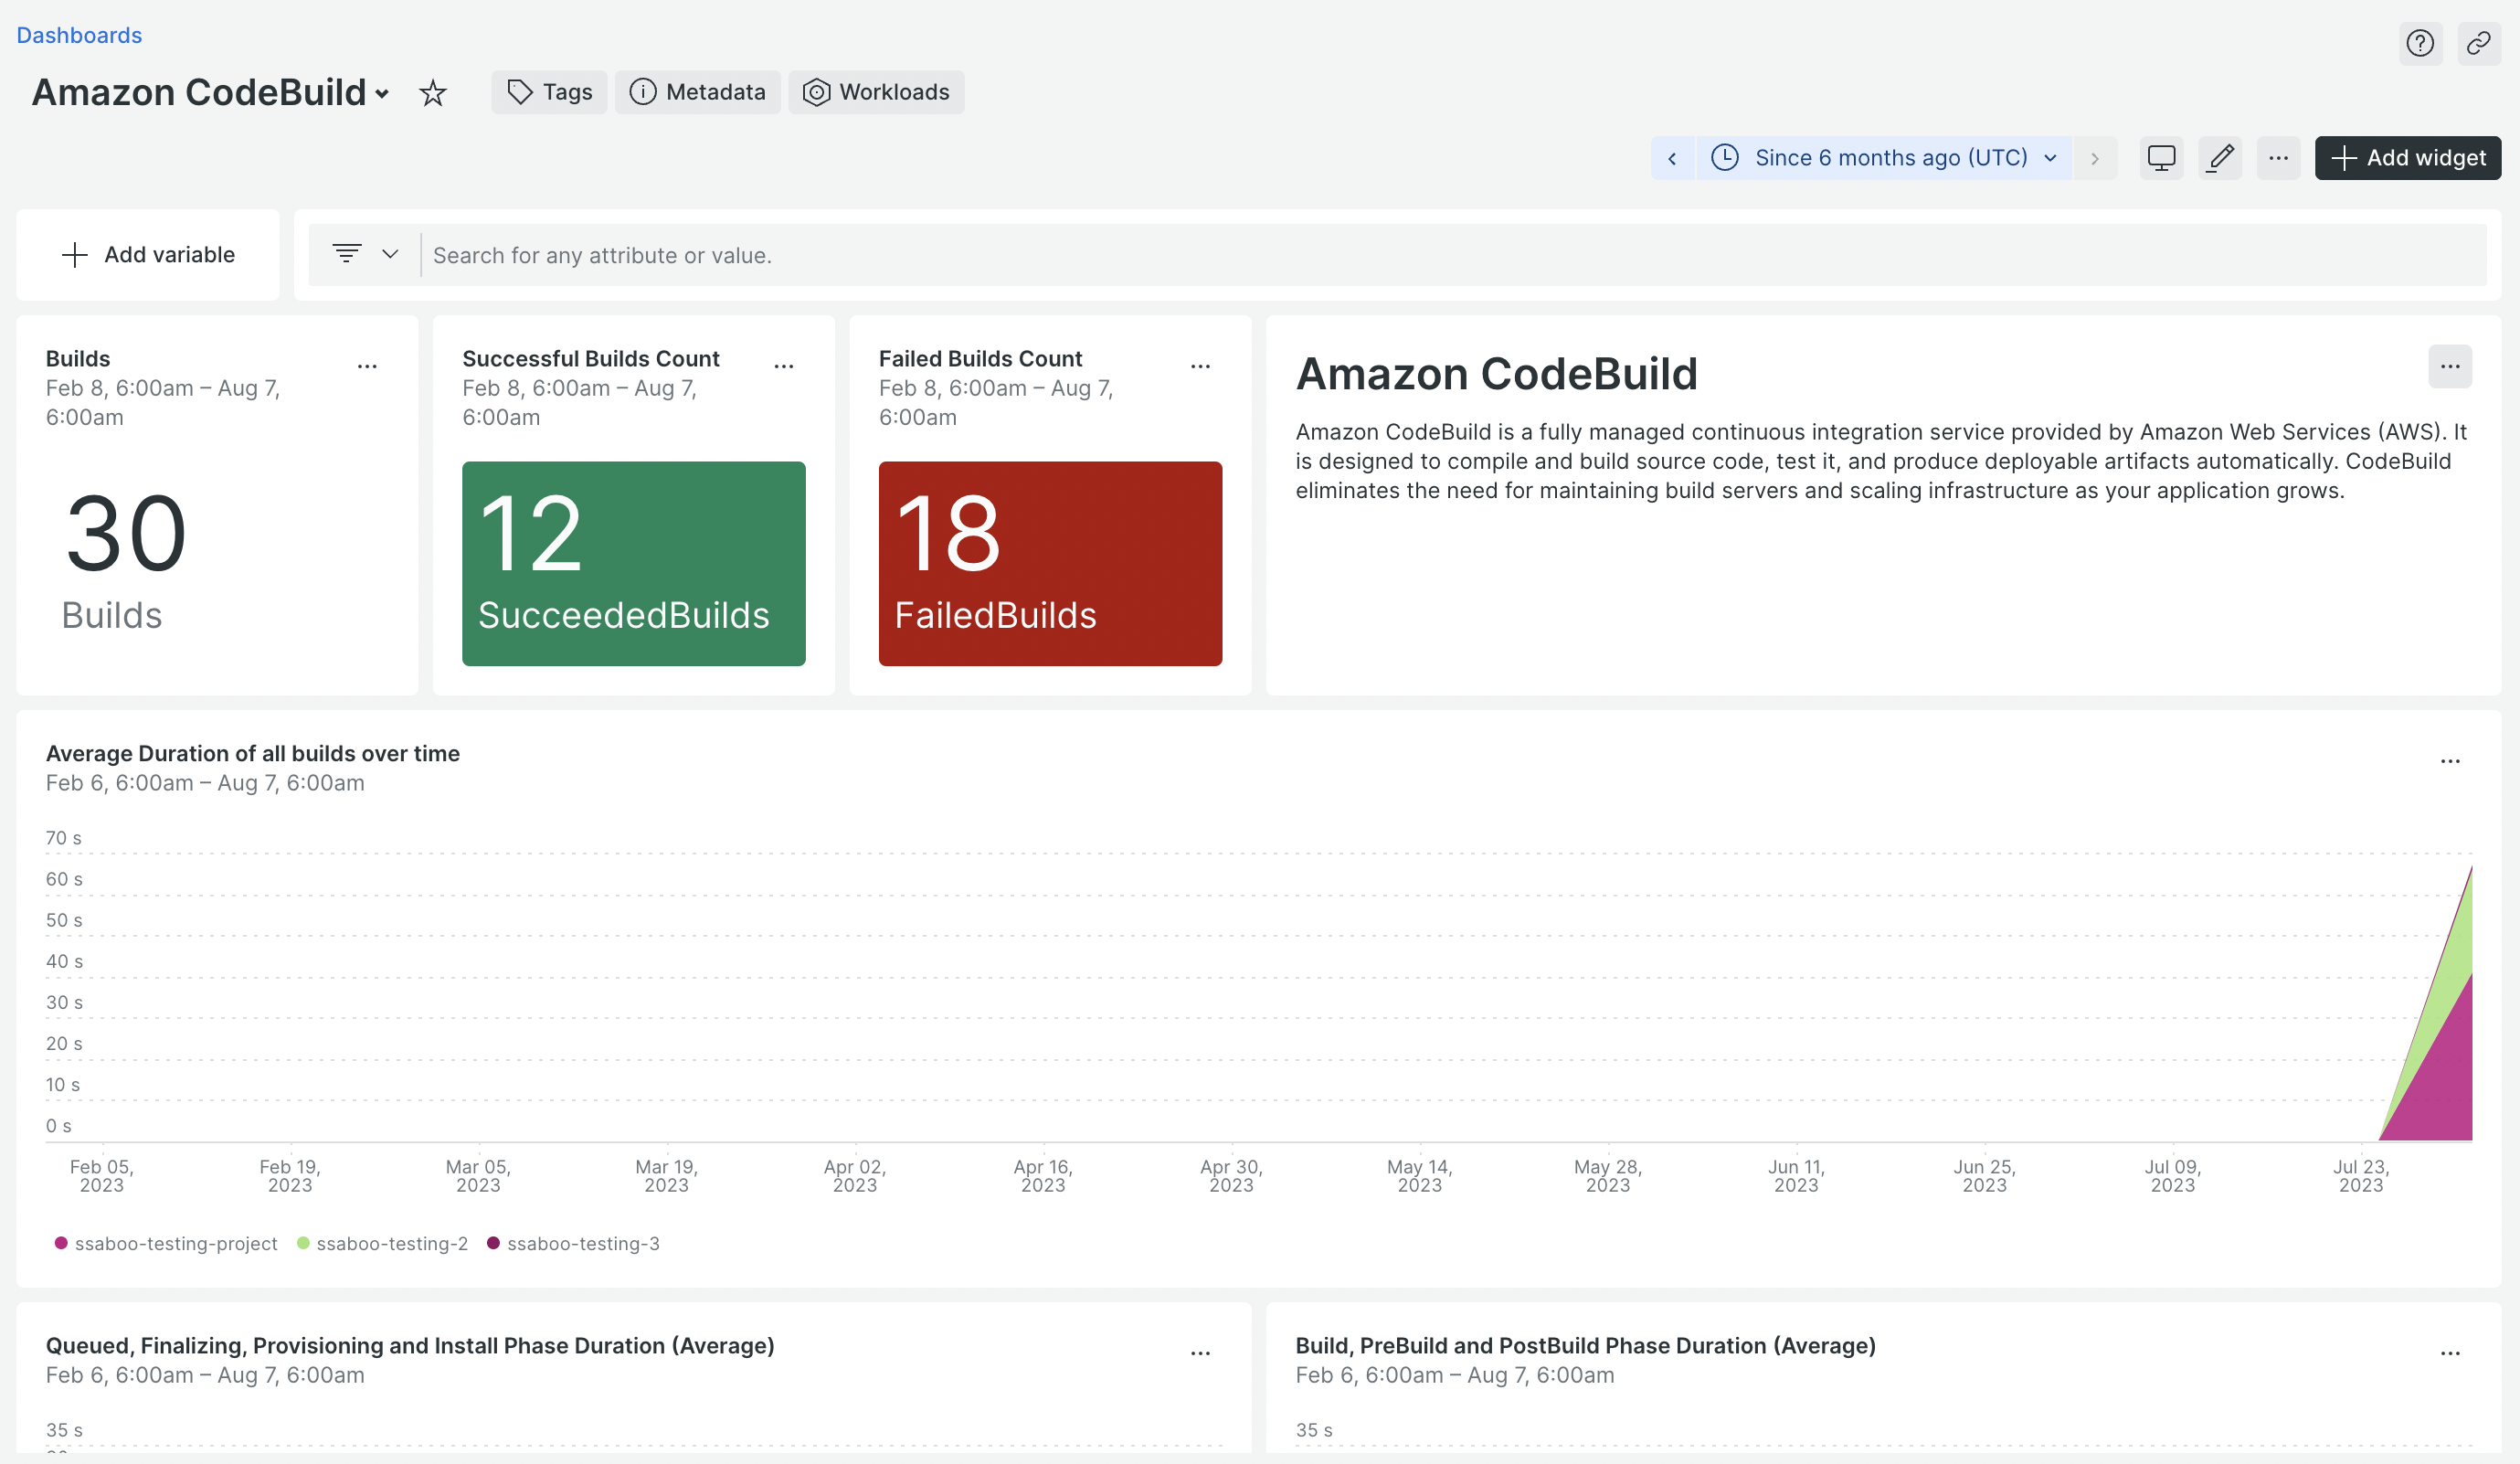 Dashboards
Amazon CodeBuild
Tags
Metadata
Workloads
Since 6 months ago (UTC)
Add widget
Add variable
Search for any attribute or value.
Builds
Feb 8, 6:00am – Aug 7,
6:00am
30
Builds
Successful Builds Count
Feb 8, 6:00am – Aug 7,
6:00am
12
SucceededBuilds
Failed Builds Count
Feb 8, 6:00am – Aug 7,
6:00am
18
FailedBuilds
Amazon CodeBuild
Amazon CodeBuild is a fully managed continuous integration service provided by Amazon Web Services (AWS). It
is designed to compile and build source code, test it, and produce deployable artifacts automatically. CodeBuild
eliminates the need for maintaining build servers and scaling infrastructure as your application grows.
Average Duration of all builds over time
Feb 6, 6:00am – Aug 7, 6:00am
70 s
60 s
50 s
40 s
30 s
20 s
10 s
0 s
Feb 05,
2023
Feb 19,
2023
Mar 05,
2023
Mar 19,
2023
Apr 02,
2023
Apr 16,
2023
Apr 30,
2023
May 14,
2023
May 28,
2023
Jun 11,
2023
Jun 25,
2023
Jul 09,
2023
Jul 23,
2023
ssaboo-testing-project
ssaboo-testing-2
ssaboo-testing-3
Queued, Finalizing, Provisioning and Install Phase Duration (Average)
Feb 6, 6:00am – Aug 7, 6:00am
35 s
Build, PreBuild and PostBuild Phase Duration (Average)
Feb 6, 6:00am – Aug 7, 6:00am
35 s